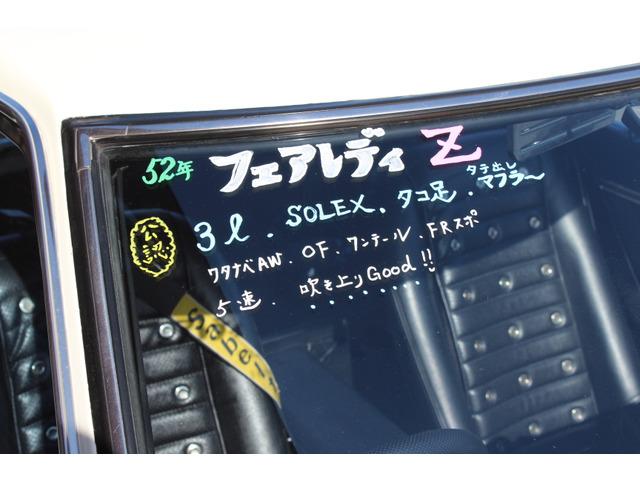 52年 フェアレディ Z
公認
3ℓ. SOLEX. タコ足. タテ出しマフラ〜
ワタナベAW. OF. ワンテール. FRスポ
5速. 吹き上りGood!!
Sabelt